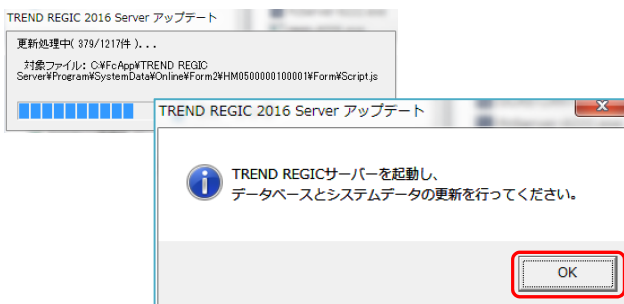 TREND REGIC 2016 Server アップデート
更新処理中( 379/1217件 )...
対象ファイル: C:¥FcApp¥TREND REGIC
Server¥Program¥SystemData¥Online¥Form2¥HM0500000100001¥Form¥Script.js
TREND REGIC 2016 Server アップデート
TREND REGICサーバーを起動し、
データベースとシステムデータの更新を行ってください。
OK